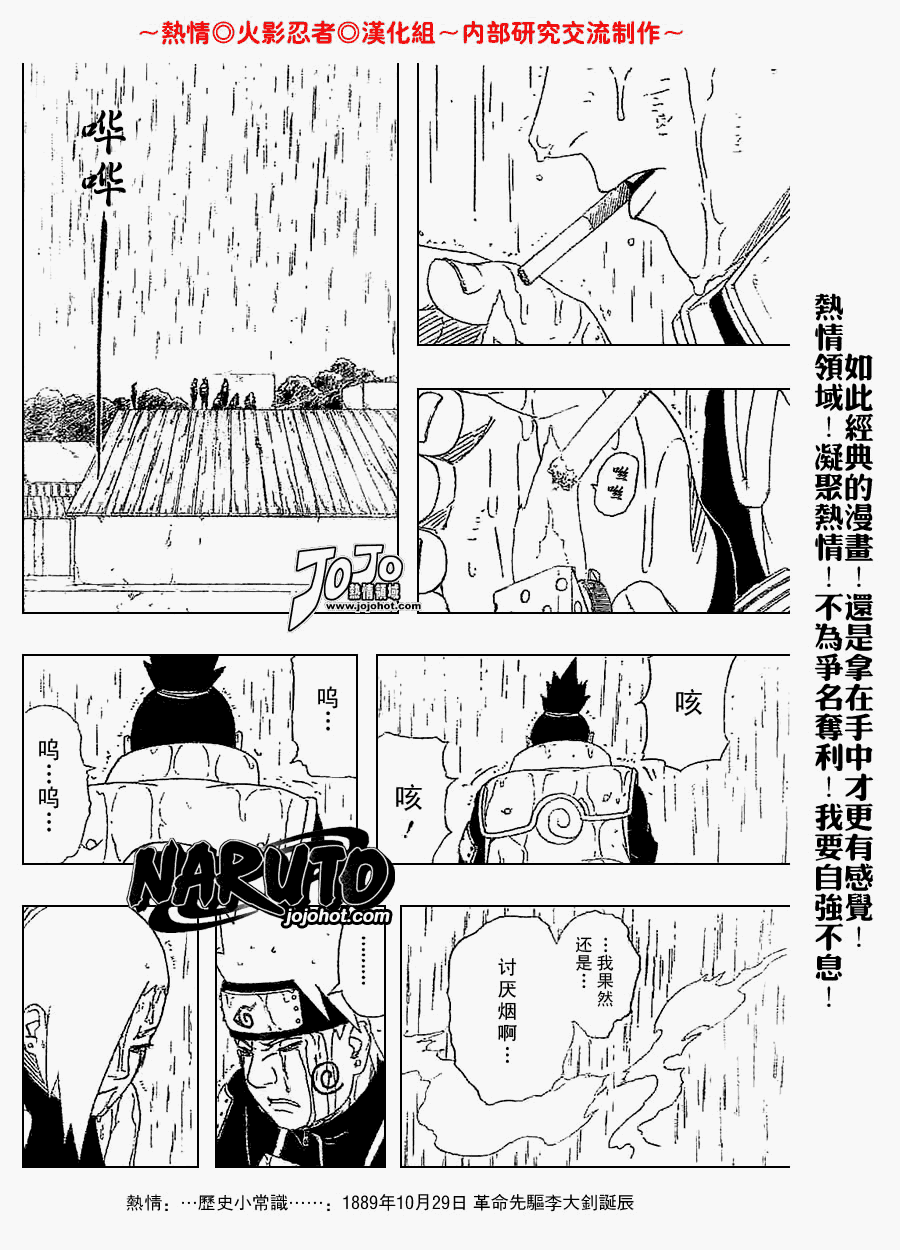 ～熱情◎火影忍者◎漢化組～内部研究交流制作～
哗
哗
哗
哗
JOJO
熱情領域
www.jojohot.com
咳
咳！
呜…
呜……呜…
NARUTO
jojohot.com
…我果然
还是…
讨厌烟啊…
………
如此經典的漫畫！還是拿在手中才更有感覺！
熱情領域！凝聚熱情！不為爭名奪利！我要自強不息！
熱情：…歷史小常識……：1889年10月29日 革命先驅李大釗誕辰